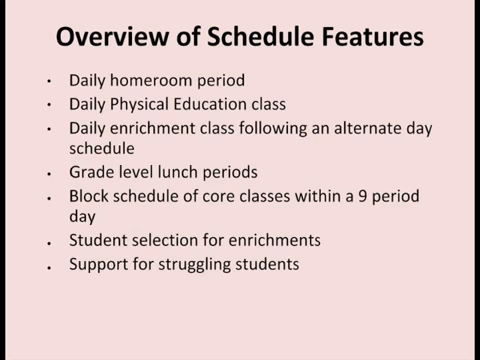 Overview of Schedule Features
• Daily homeroom period
• Daily Physical Education class
• Daily enrichment class following an alternate day
schedule
• Grade level lunch periods
• Block schedule of core classes within a 9 period
day
• Student selection for enrichments
• Support for struggling students